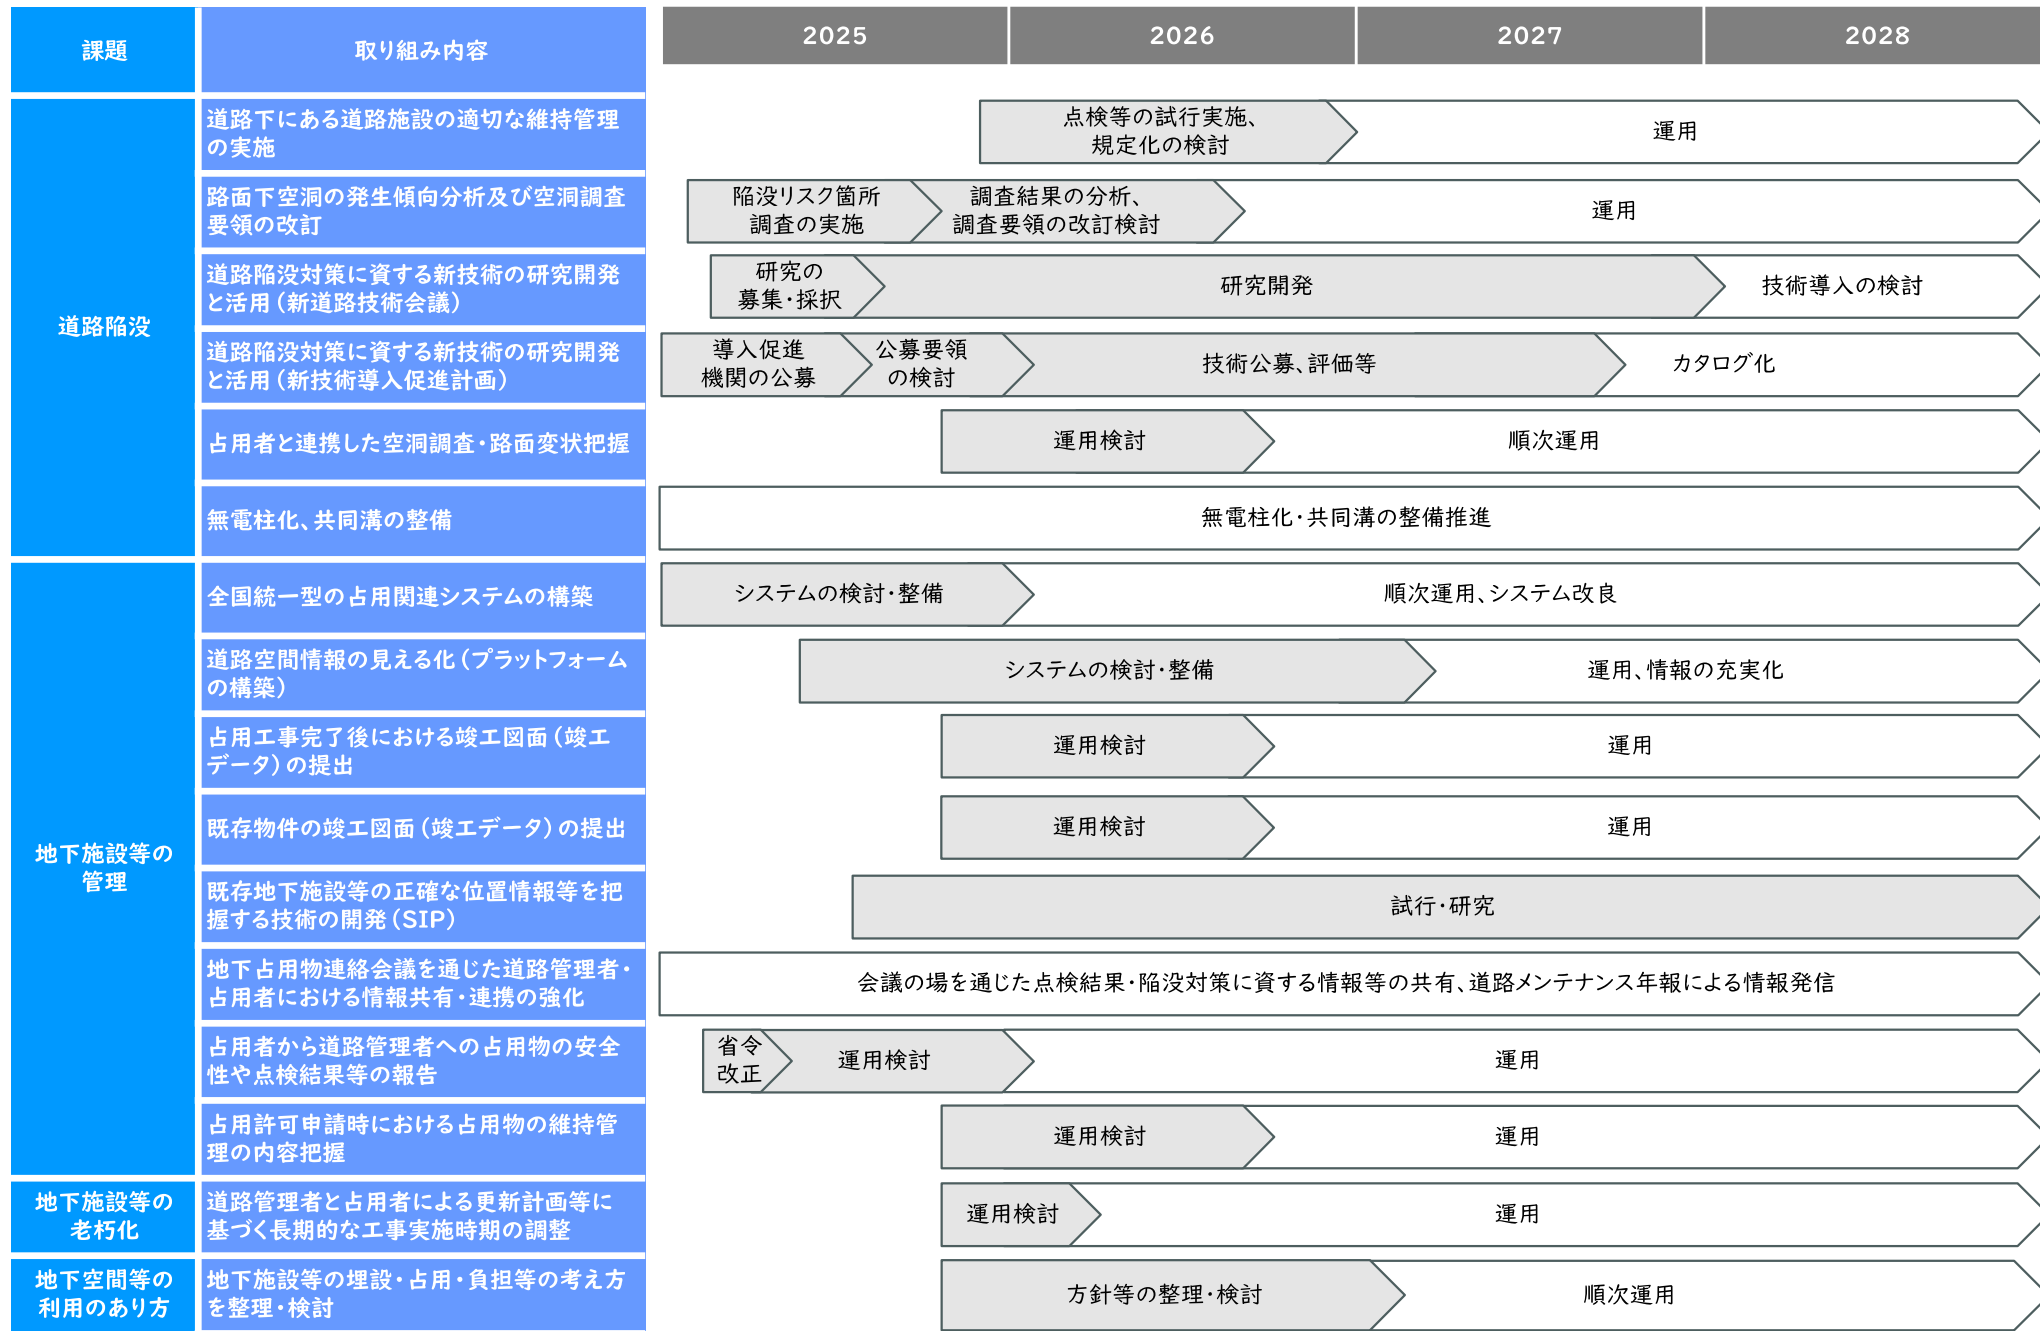 課題
取り組み内容
2025
2026
2027
2028
道路陥没
道路下にある道路施設の適切な維持管理
の実施
点検等の試行実施、
規定化の検討
運用
路面下空洞の発生傾向分析及び空洞調査
要領の改訂
陥没リスク箇所
調査の実施
調査結果の分析、
調査要領の改訂検討
運用
道路陥没対策に資する新技術の研究開発
と活用（新道路技術会議）
研究の
募集・採択
研究開発
技術導入の検討
道路陥没対策に資する新技術の研究開発
と活用（新技術導入促進計画）
導入促進
機関の公募
公募要領
の検討
技術公募、評価等
カタログ化
占用者と連携した空洞調査・路面変状把握
運用検討
順次運用
無電柱化、共同溝の整備
無電柱化・共同溝の整備推進
地下施設等の
管理
全国統一型の占用関連システムの構築
システムの検討・整備
順次運用、システム改良
道路空間情報の見える化（プラットフォーム
の構築）
システムの検討・整備
運用、情報の充実化
占用工事完了後における竣工図面（竣工
データ）の提出
運用検討
運用
既存物件の竣工図面（竣工データ）の提出
運用検討
運用
既存地下施設等の正確な位置情報等を把
握する技術の開発（SIP）
試行・研究
地下占用物連絡会議を通じた道路管理者・
占用者における情報共有・連携の強化
会議の場を通じた点検結果・陥没対策に資する情報等の共有、道路メンテナンス年報による情報発信
占用者から道路管理者への占用物の安全
性や点検結果等の報告
省令
改正
運用検討
運用
占用許可申請時における占用物の維持管
理の内容把握
運用検討
運用
地下施設等の
老朽化
道路管理者と占用者による更新計画等に
基づく長期的な工事実施時期の調整
運用検討
運用
地下空間等の
利用のあり方
地下施設等の埋設・占用・負担等の考え方
を整理・検討
方針等の整理・検討
順次運用